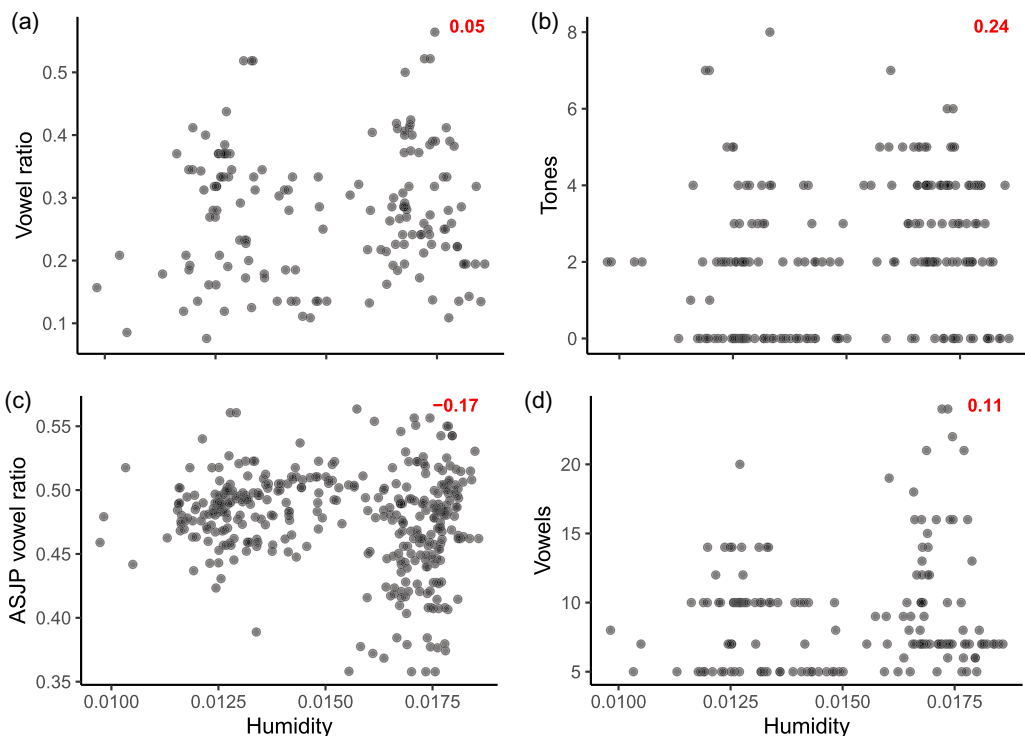 (a)
0.05
Vowel ratio
0.5
0.4
0.3
0.2
0.1
(b)
0.24
Tones
8
6
4
2
0
(c)
−0.17
ASJP vowel ratio
0.55
0.50
0.45
0.40
0.35
0.0100 0.0125 0.0150 0.0175
Humidity
(d)
0.11
Vowels
20
15
10
5
0.0100 0.0125 0.0150 0.0175
Humidity